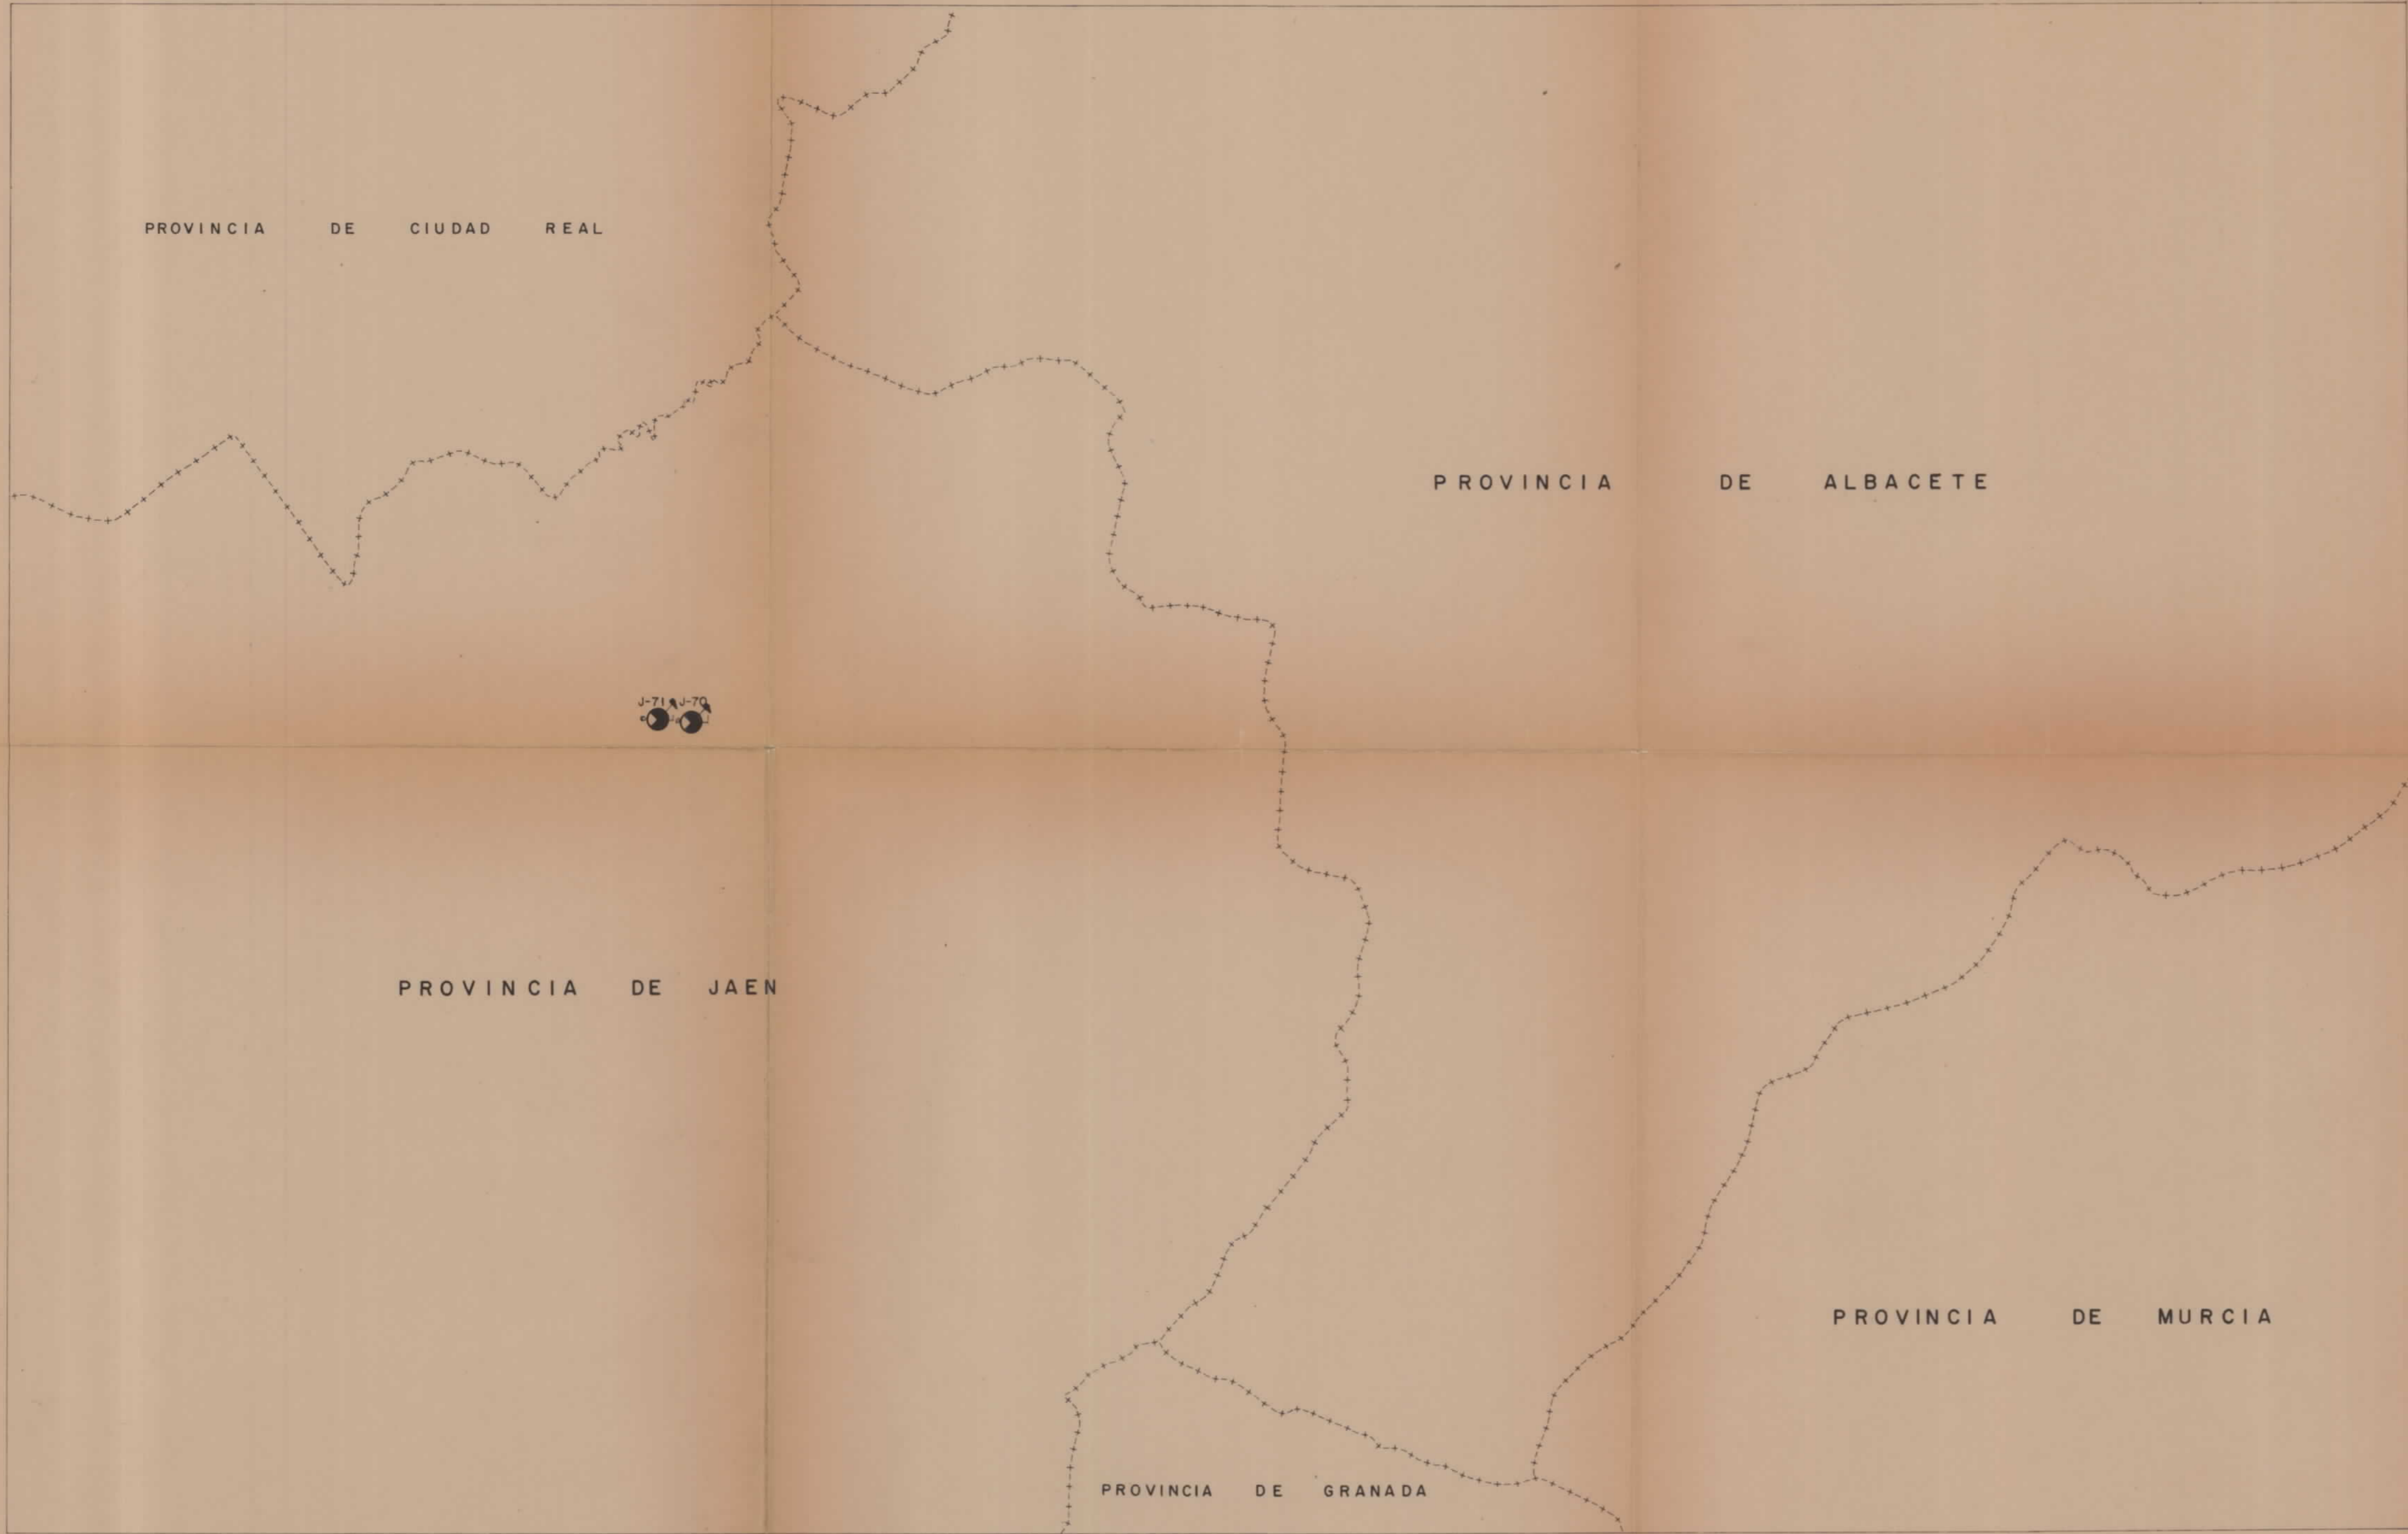 PROVINCIA DE CIUDAD REAL
PROVINCIA DE ALBACETE
J-71 J-70
PROVINCIA DE JAEN
PROVINCIA DE MURCIA
PROVINCIA DE GRANADA